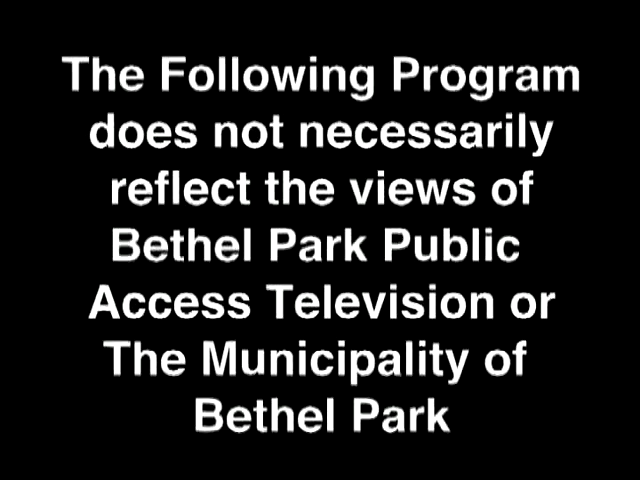 The Following Program
does not necessarily
reflect the views of
Bethel Park Public
Access Television or
The Municipality of
Bethel Park